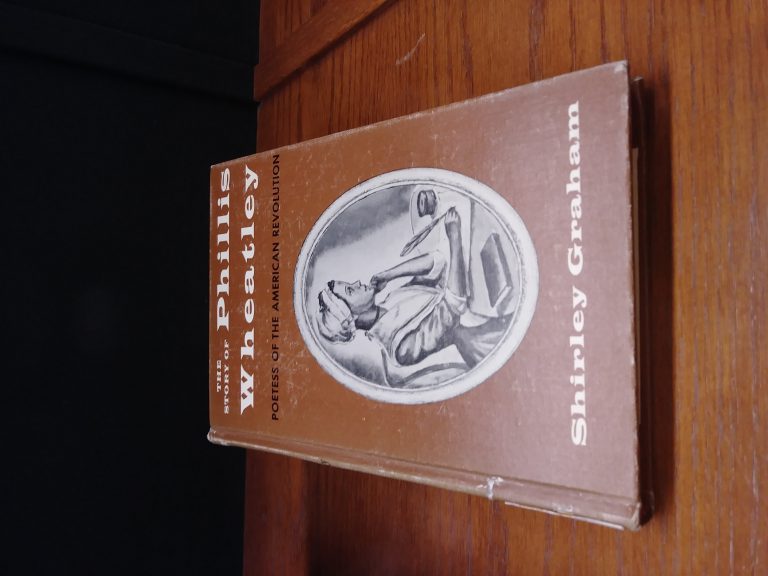 THE
STORY OF Phillis
Wheatley
POETESS OF THE AMERICAN REVOLUTION
Shirley Graham